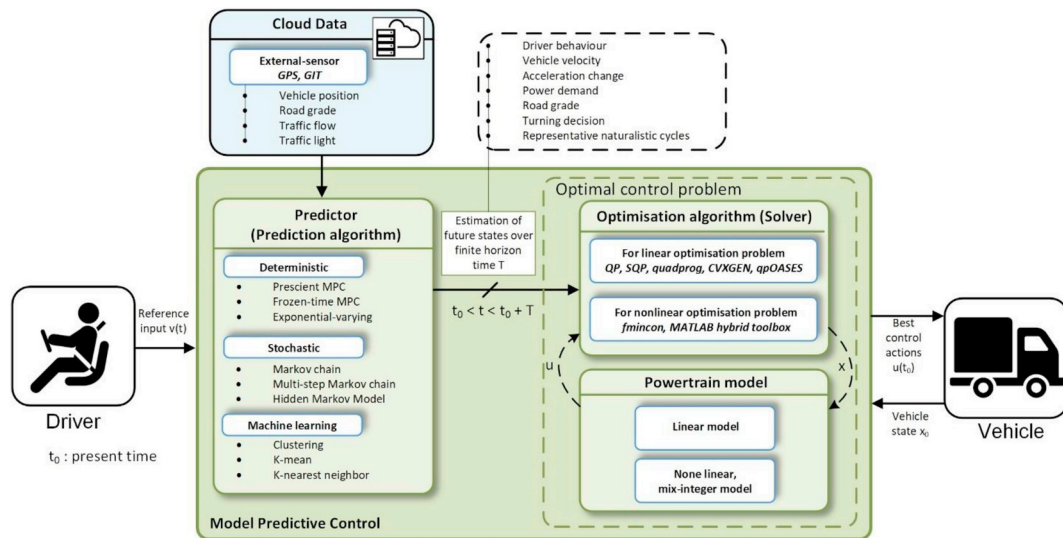 Cloud Data
External-sensor
GPS, GIT
Vehicle position
Road grade
Traffic flow
Traffic light
Driver behaviour
Vehicle velocity
Acceleration change
Power demand
Road grade
Turning decision
Representative naturalistic cycles
Predictor
(Prediction algorithm)
Deterministic
Prescient MPC
Frozen-time MPC
Exponential-varying
Stochastic
Markov chain
Multi-step Markov chain
Hidden Markov Model
Machine learning
Clustering
K-mean
K-nearest neighbor
Model Predictive Control
Reference
input v(t)
Driver
t₀ : present time
Estimation of
future states over
finite horizon
time T
t₀ < t < t₀ + T
Optimal control problem
Optimisation algorithm (Solver)
For linear optimisation problem
QP, SQP, quadprog, CVXGEN, qpOASES
For nonlinear optimisation problem
fmincon, MATLAB hybrid toolbox
u
x
Powertrain model
Linear model
None linear,
mix-integer model
Best
control
actions
u(t₀)
Vehicle
state x₀
Vehicle